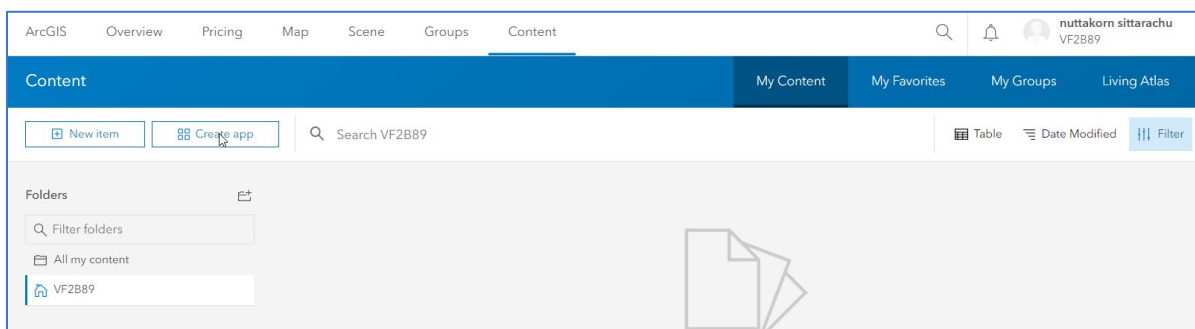 ArcGIS Overview Pricing Map Scene Groups Content nuttakorn sittarachu
VF2B89
Content My Content My Favorites My Groups Living Atlas
New item Create app Search VF2B89 Table Date Modified Filter
Folders
Filter folders
All my content
VF2B89